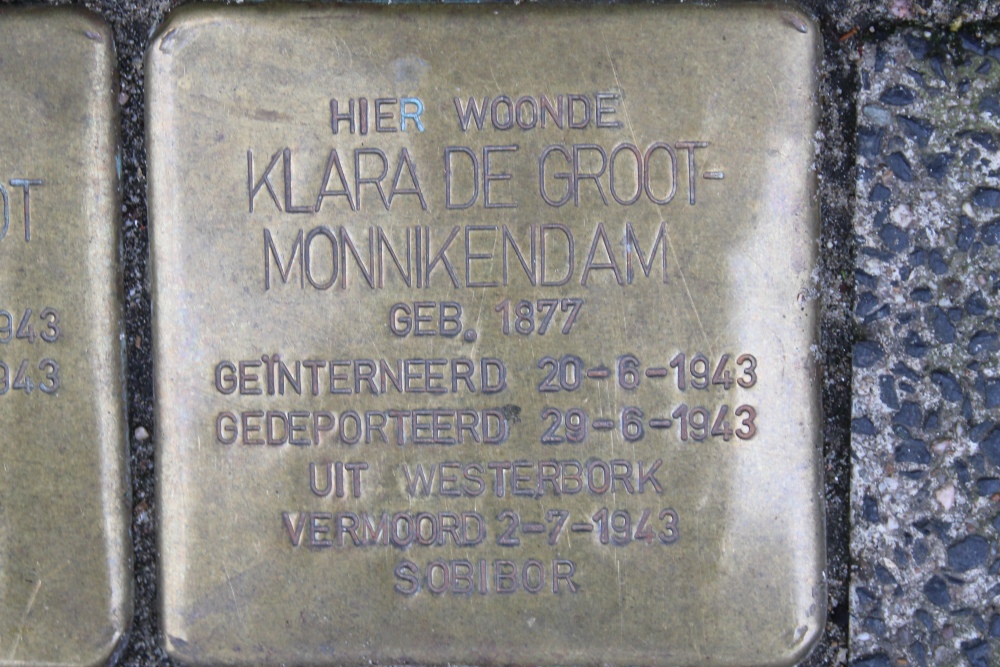 HIER WOONDE
KLARA DE GROOT-
MONNIKENDAM
GEB. 1877
GEÏNTERNEERD 20-6-1943
GEDEPORTEERD 29-6-1943
UIT WESTERBORK
VERMOORD 2-7-1943
SOBIBOR